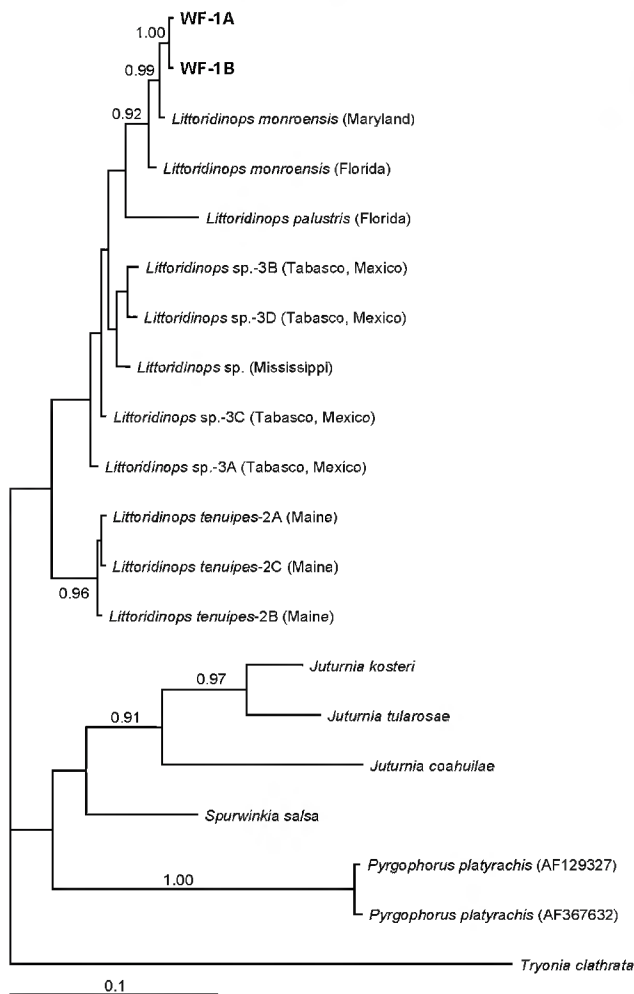 1.00
WF-1A
WF-1B
0.99
0.92
Littoridinops monroensis (Maryland)
Littoridinops monroensis (Florida)
Littoridinops palustris (Florida)
Littoridinops sp.-3B (Tabasco, Mexico)
Littoridinops sp.-3D (Tabasco, Mexico)
Littoridinops sp. (Mississippi)
Littoridinops sp.-3C (Tabasco, Mexico)
Littoridinops sp.-3A (Tabasco, Mexico)
Littoridinops tenuipes-2A (Maine)
Littoridinops tenuipes-2C (Maine)
0.96
Littoridinops tenuipes-2B (Maine)
Juturnia kosteri
0.97
0.91
Juturnia tularosae
Juturnia coahuilae
Spurwinkia salsa
Pyrgophorus platyrachis (AF129327)
1.00
Pyrgophorus platyrachis (AF367632)
Tryonia clathrata
0.1